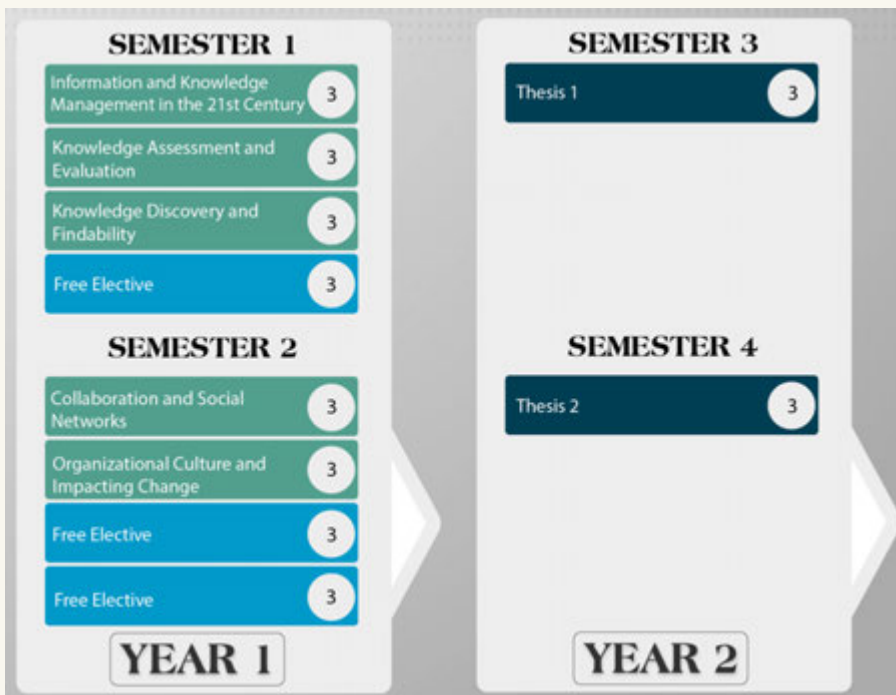 SEMESTER 1
Information and Knowledge
Management in the 21st Century
3
Knowledge Assessment and
Evaluation
3
Knowledge Discovery and
Findability
3
Free Elective
3
SEMESTER 2
Collaboration and Social
Networks
3
Organizational Culture and
Impacting Change
3
Free Elective
3
Free Elective
3
YEAR 1
SEMESTER 3
Thesis 1
3
SEMESTER 4
Thesis 2
3
YEAR 2